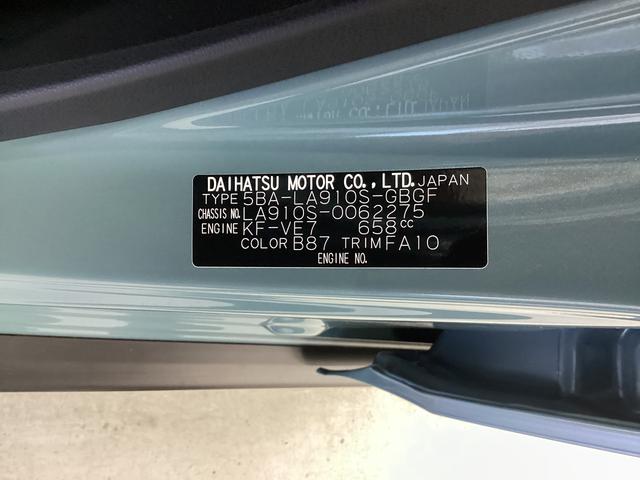 DAIHATSU MOTOR CO.,LTD. JAPAN
TYPE 5BA-LA910S-GBGF
CHASSIS NO. LA910S-0062275
ENGINE KF-VE7 658cc
COLOR B87 TRIM FA10
ENGINE NO.